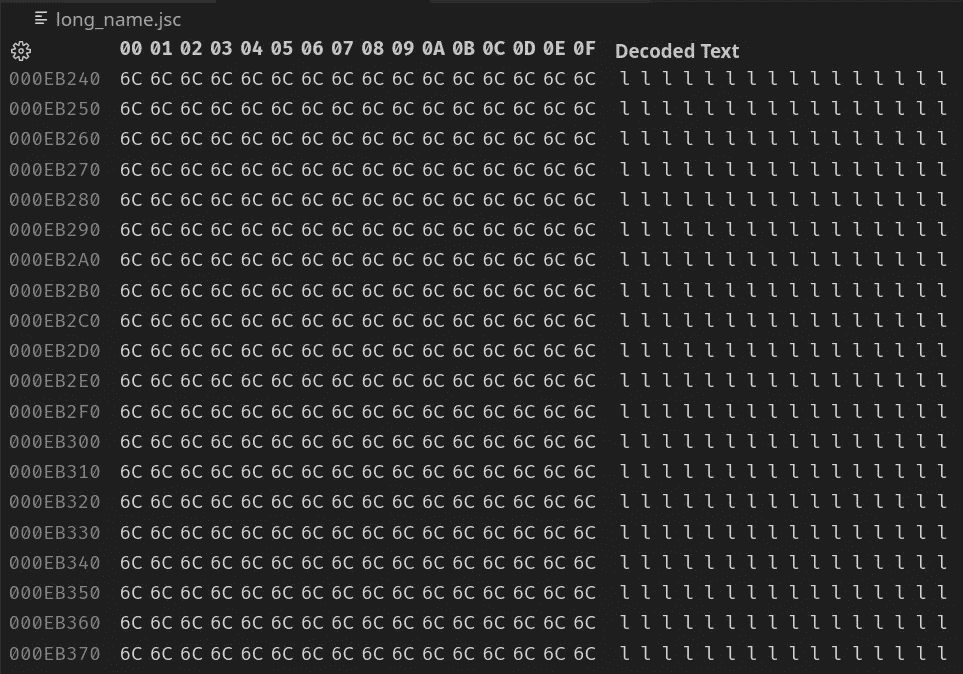 long_name.jsc
00 01 02 03 04 05 06 07 08 09 0A 0B 0C 0D 0E 0F Decoded Text
000EB240 6C 6C 6C 6C 6C 6C 6C 6C 6C 6C 6C 6C 6C 6C 6C 6C l l l l l l l l l l l l l l l l
000EB250 6C 6C 6C 6C 6C 6C 6C 6C 6C 6C 6C 6C 6C 6C 6C 6C l l l l l l l l l l l l l l l l
000EB260 6C 6C 6C 6C 6C 6C 6C 6C 6C 6C 6C 6C 6C 6C 6C 6C l l l l l l l l l l l l l l l l
000EB270 6C 6C 6C 6C 6C 6C 6C 6C 6C 6C 6C 6C 6C 6C 6C 6C l l l l l l l l l l l l l l l l
000EB280 6C 6C 6C 6C 6C 6C 6C 6C 6C 6C 6C 6C 6C 6C 6C 6C l l l l l l l l l l l l l l l l
000EB290 6C 6C 6C 6C 6C 6C 6C 6C 6C 6C 6C 6C 6C 6C 6C 6C l l l l l l l l l l l l l l l l
000EB2A0 6C 6C 6C 6C 6C 6C 6C 6C 6C 6C 6C 6C 6C 6C 6C 6C l l l l l l l l l l l l l l l l
000EB2B0 6C 6C 6C 6C 6C 6C 6C 6C 6C 6C 6C 6C 6C 6C 6C 6C l l l l l l l l l l l l l l l l
000EB2C0 6C 6C 6C 6C 6C 6C 6C 6C 6C 6C 6C 6C 6C 6C 6C 6C l l l l l l l l l l l l l l l l
000EB2D0 6C 6C 6C 6C 6C 6C 6C 6C 6C 6C 6C 6C 6C 6C 6C 6C l l l l l l l l l l l l l l l l
000EB2E0 6C 6C 6C 6C 6C 6C 6C 6C 6C 6C 6C 6C 6C 6C 6C 6C l l l l l l l l l l l l l l l l
000EB2F0 6C 6C 6C 6C 6C 6C 6C 6C 6C 6C 6C 6C 6C 6C 6C 6C l l l l l l l l l l l l l l l l
000EB300 6C 6C 6C 6C 6C 6C 6C 6C 6C 6C 6C 6C 6C 6C 6C 6C l l l l l l l l l l l l l l l l
000EB310 6C 6C 6C 6C 6C 6C 6C 6C 6C 6C 6C 6C 6C 6C 6C 6C l l l l l l l l l l l l l l l l
000EB320 6C 6C 6C 6C 6C 6C 6C 6C 6C 6C 6C 6C 6C 6C 6C 6C l l l l l l l l l l l l l l l l
000EB330 6C 6C 6C 6C 6C 6C 6C 6C 6C 6C 6C 6C 6C 6C 6C 6C l l l l l l l l l l l l l l l l
000EB340 6C 6C 6C 6C 6C 6C 6C 6C 6C 6C 6C 6C 6C 6C 6C 6C l l l l l l l l l l l l l l l l
000EB350 6C 6C 6C 6C 6C 6C 6C 6C 6C 6C 6C 6C 6C 6C 6C 6C l l l l l l l l l l l l l l l l
000EB360 6C 6C 6C 6C 6C 6C 6C 6C 6C 6C 6C 6C 6C 6C 6C 6C l l l l l l l l l l l l l l l l
000EB370 6C 6C 6C 6C 6C 6C 6C 6C 6C 6C 6C 6C 6C 6C 6C 6C l l l l l l l l l l l l l l l l